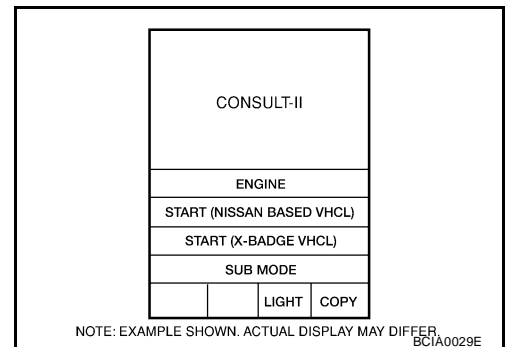 CONSULT-II
ENGINE
START (NISSAN BASED VHCL)
START (X-BADGE VHCL)
SUB MODE
LIGHT COPY
NOTE: EXAMPLE SHOWN. ACTUAL DISPLAY MAY DIFFER.
BCIA0029E